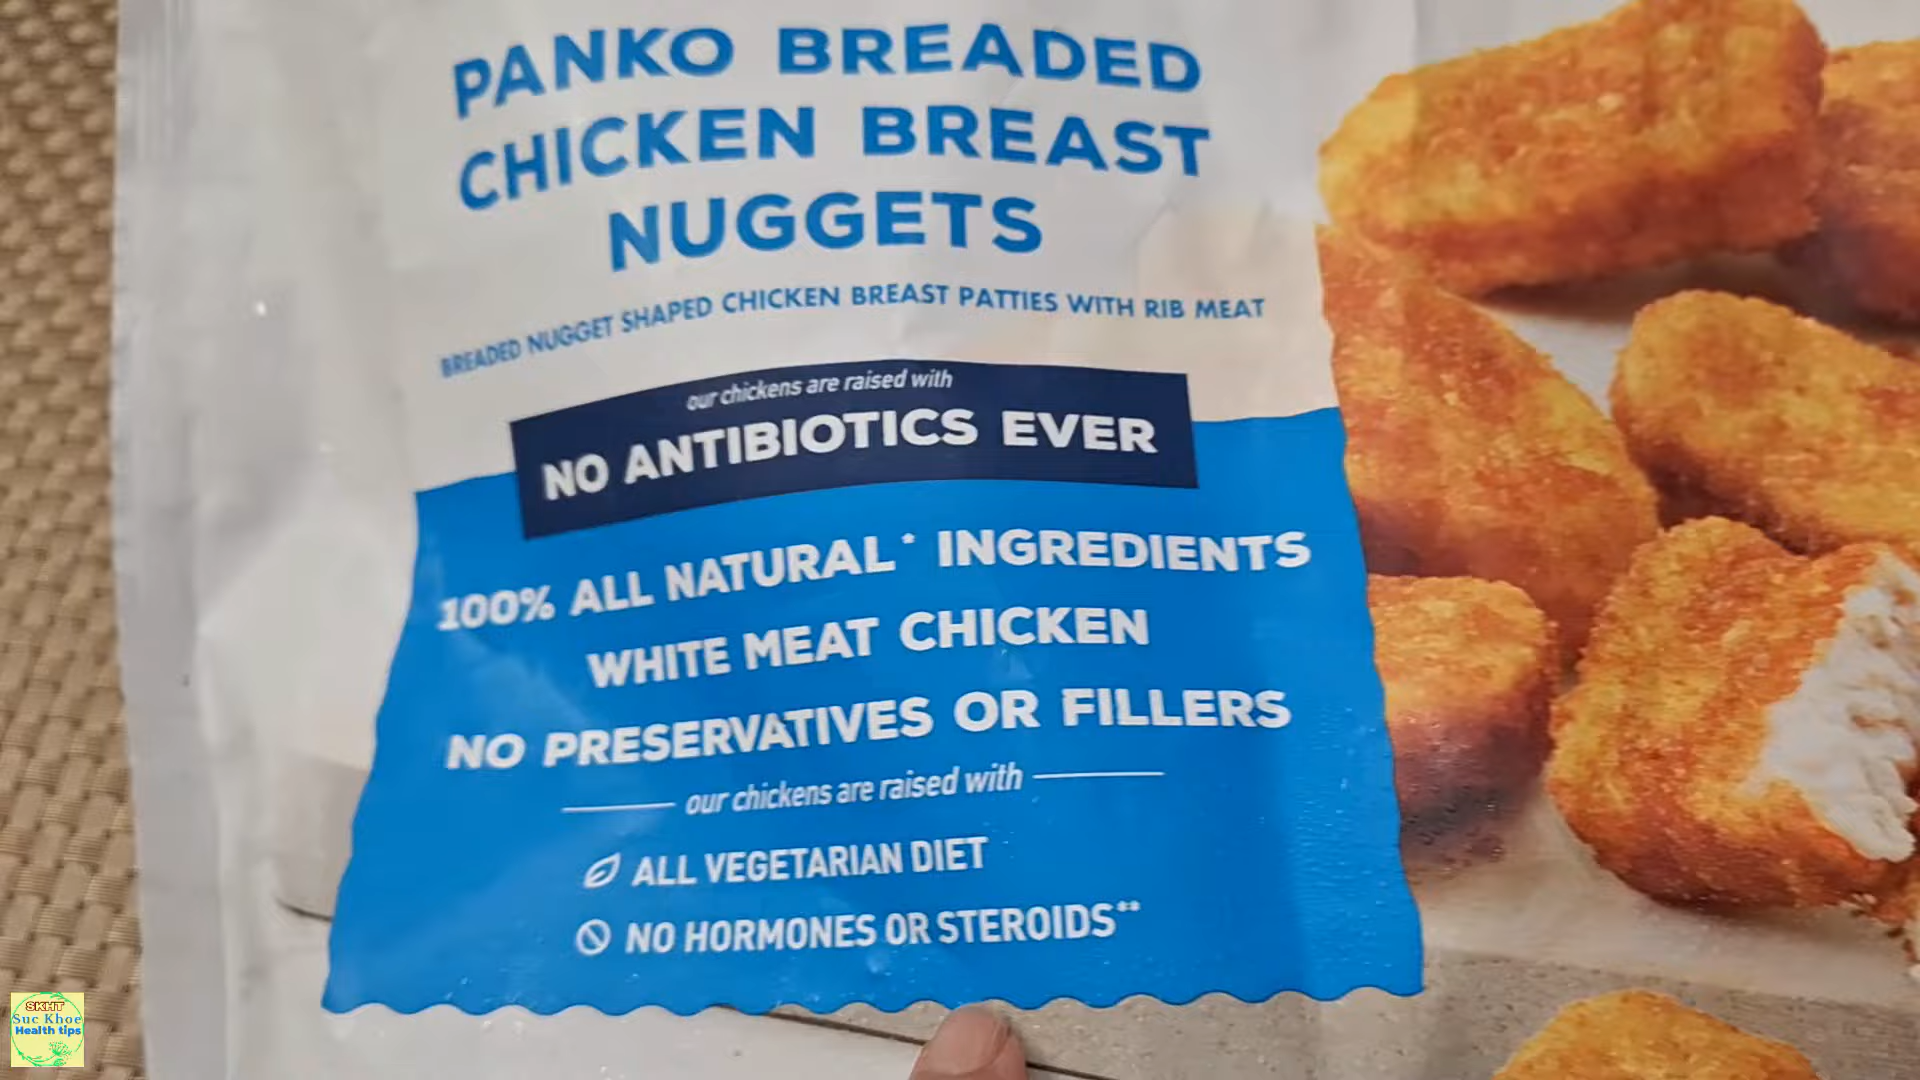 PANKO BREADED
CHICKEN BREAST
NUGGETS
BREADED NUGGET SHAPED CHICKEN BREAST PATTIES WITH RIB MEAT
our chickens are raised with
NO ANTIBIOTICS EVER
100% ALL NATURAL* INGREDIENTS
WHITE MEAT CHICKEN
NO PRESERVATIVES OR FILLERS
our chickens are raised with
ALL VEGETARIAN DIET
NO HORMONES OR STEROIDS**
SKHT
Suc Khoe
Health tips